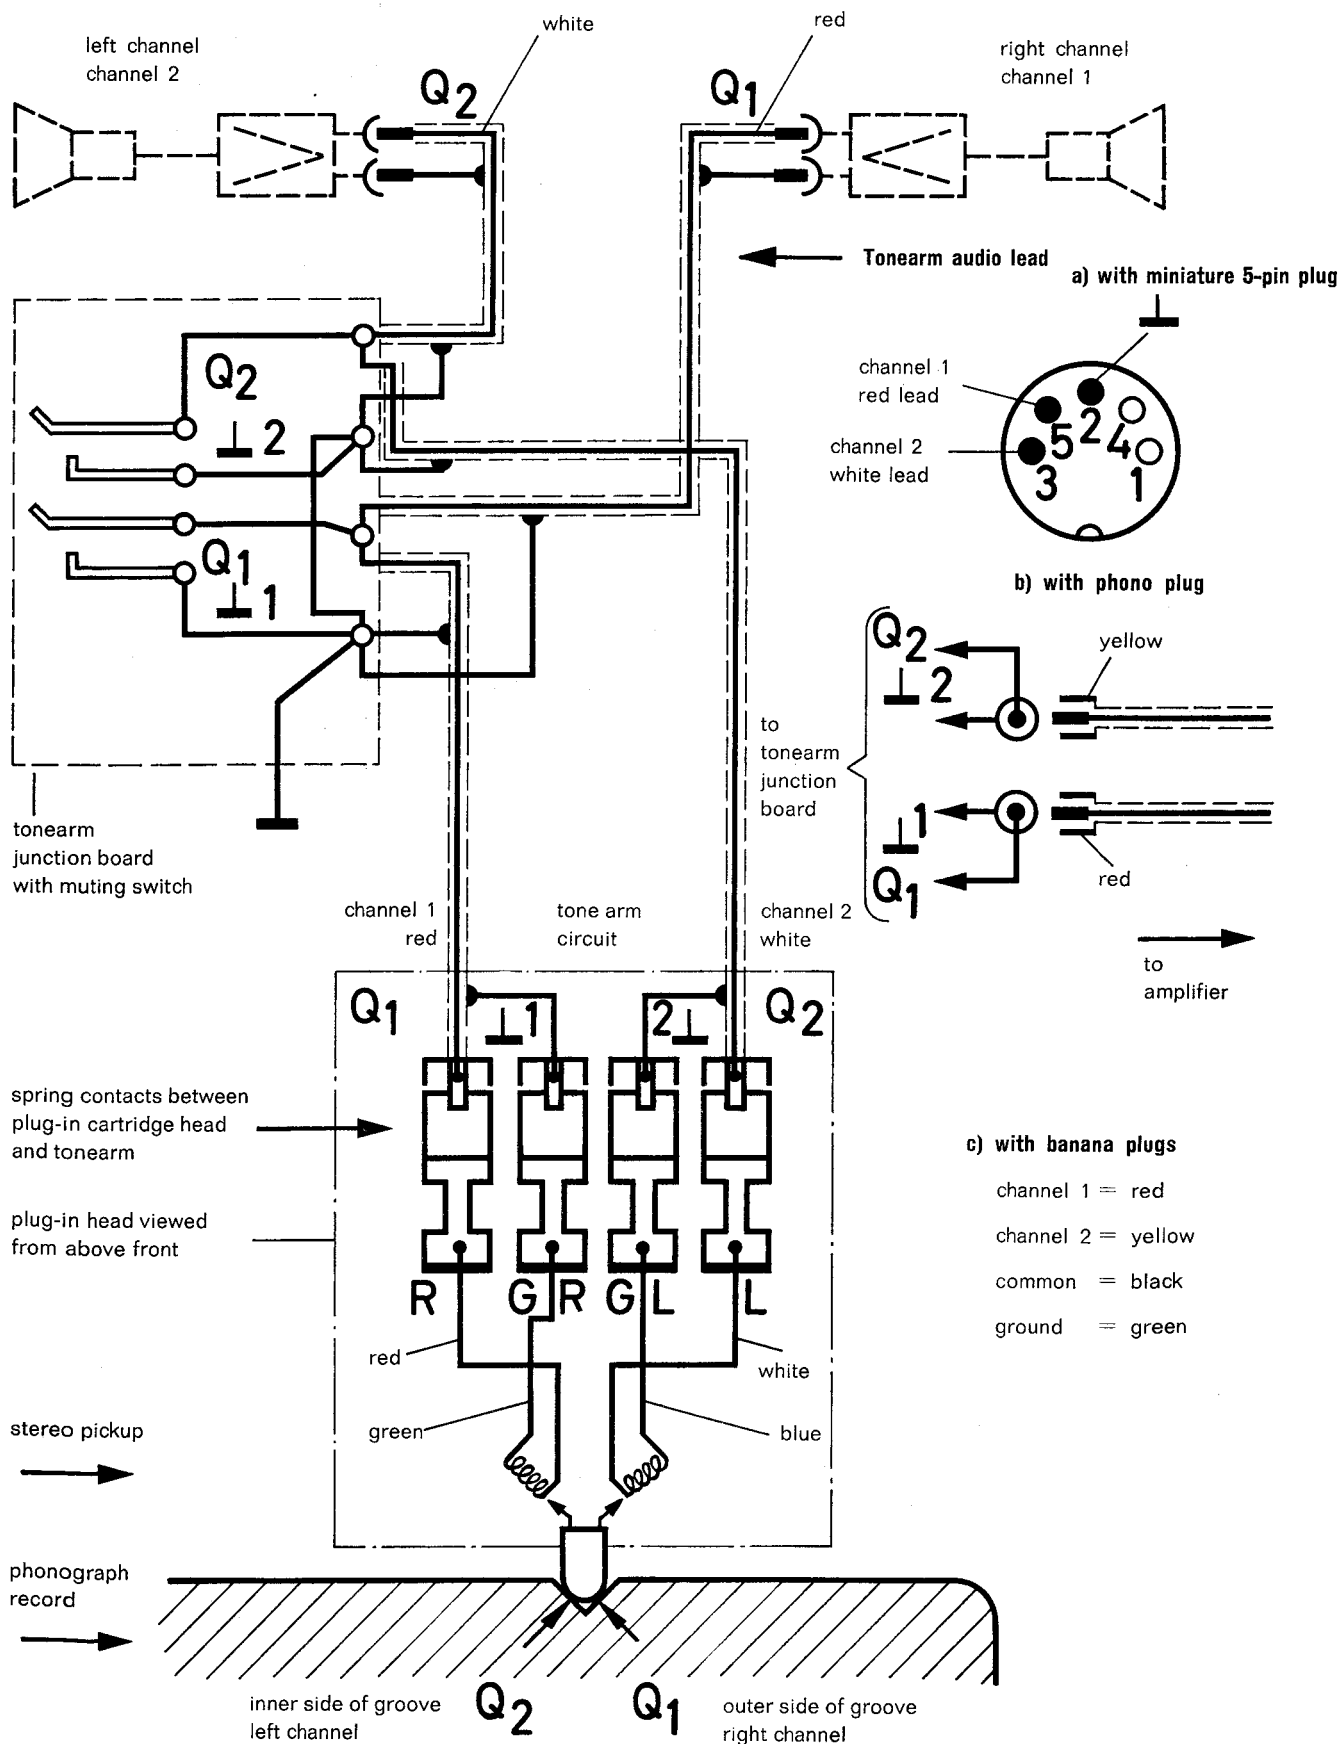 white
red
left channel
channel 2
right channel
channel 1
Q2
Q1
Tonearm audio lead
a) with miniature 5-pin plug
channel 1
red lead
channel 2
white lead
5 2 4
3 1
Q2
2
Q1
1
b) with phono plug
Q2
2
yellow
to
tonearm
junction
board
1
Q1
red
to
amplifier
tonearm
junction board
with muting switch
channel 1
red
tone arm
circuit
channel 2
white
Q1
1
2
Q2
spring contacts between
plug-in cartridge head
and tonearm
plug-in head viewed
from above front
c) with banana plugs
channel 1 = red
channel 2 = yellow
common = black
ground = green
R G R G L L
red
white
green
blue
stereo pickup
phonograph
record
inner side of groove
left channel
Q2
Q1
outer side of groove
right channel